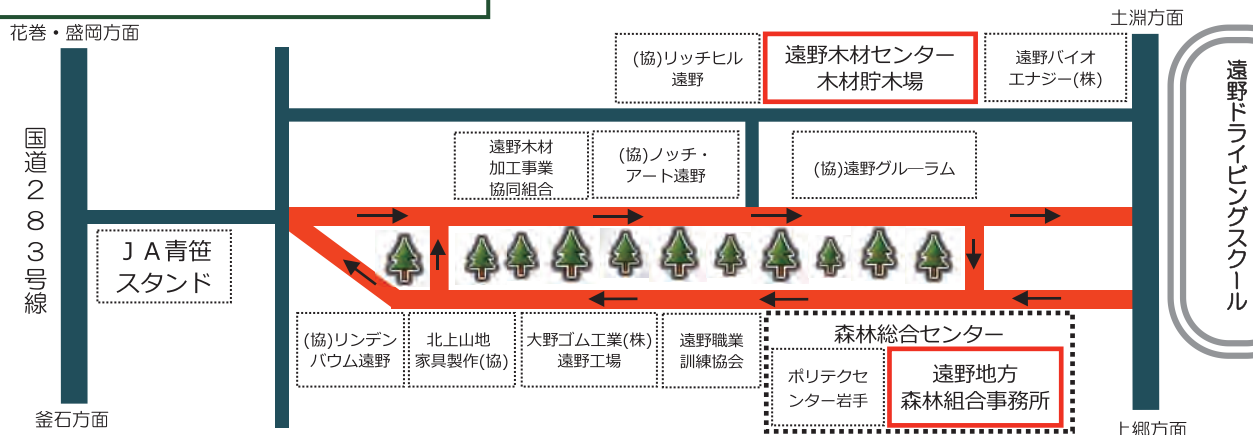 花巻・盛岡方面
土淵方面
(協)リッチヒル
遠野
遠野木材センター
木材貯木場
遠野バイオ
エナジー(株)
国道283号線
遠野ドライビングスクール
遠野木材
加工事業
協同組合
(協)ノッチ・
アート遠野
(協)遠野グルーラム
JA青笹
スタンド
(協)リンデン
バウム遠野
北上山地
家具製作(協)
大野ゴム工業(株)
遠野工場
遠野職業
訓練協会
森林総合センター
ポリテクセ
ンター岩手
遠野地方
森林組合事務所
釜石方面
上郷方面